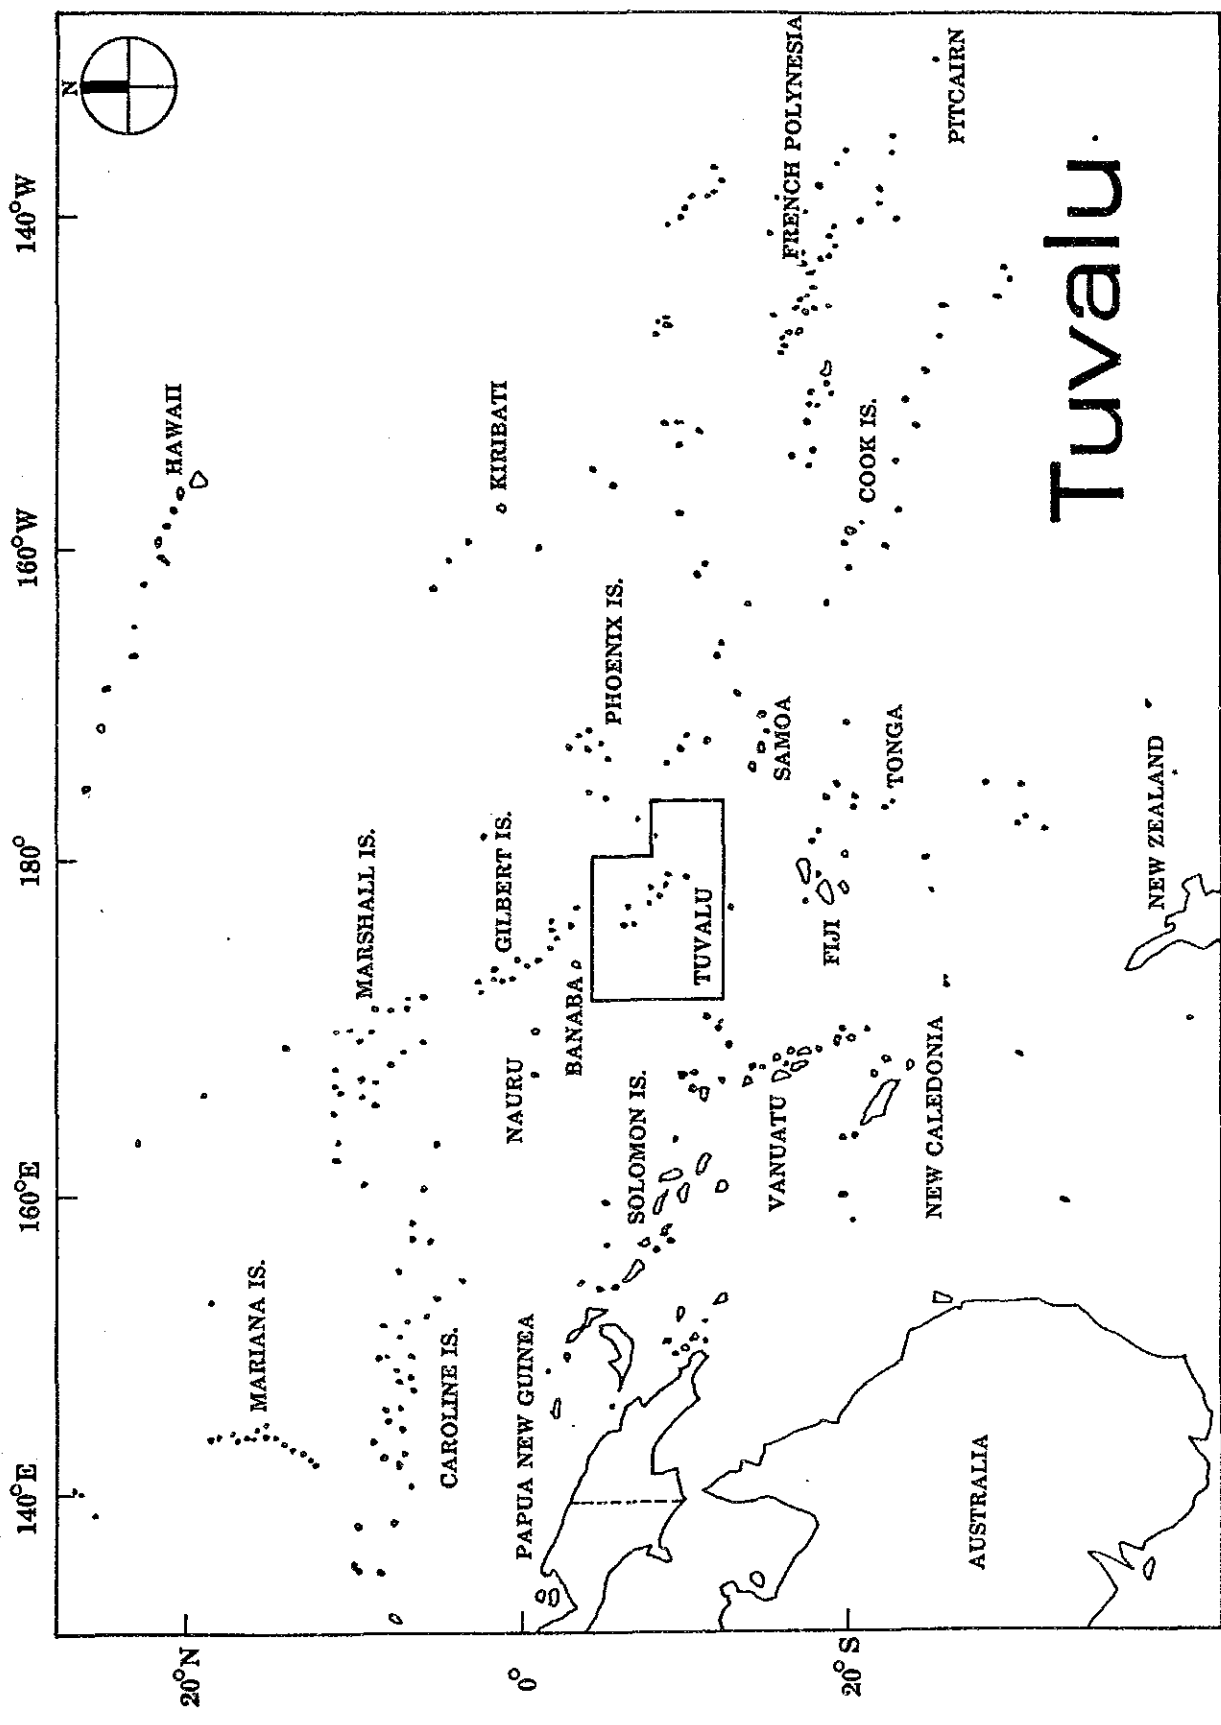 140°E
160°E
180°
160°W
140°W
N
20°N
0°
20°S
HAWAII
MARIANA IS.
MARSHALL IS.
KIRIBATI
CAROLINE IS.
GILBERT IS.
NAURU
BANABA
PHOENIX IS.
PAPUA NEW GUINEA
SOLOMON IS.
TUVALU
SAMOA
FRENCH POLYNESIA
VANUATU
FIJI
COOK IS.
TONGA
NEW CALEDONIA
PITCAIRN
AUSTRALIA
NEW ZEALAND
Tuvalu